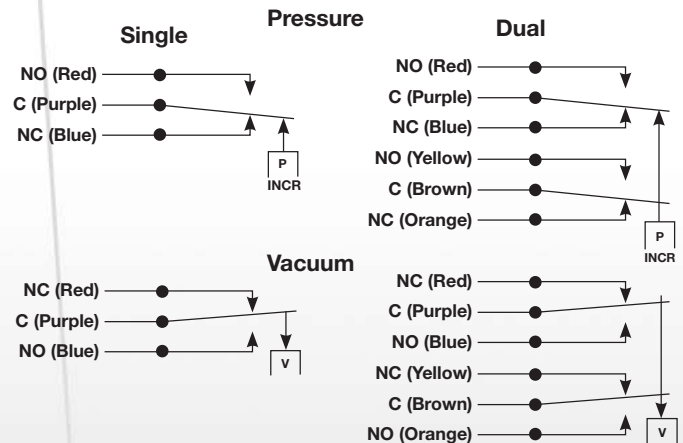 Pressure
Single
NO (Red)
C (Purple)
NC (Blue)
P
INCR
Dual
NO (Red)
C (Purple)
NC (Blue)
NO (Yellow)
C (Brown)
NC (Orange)
P
INCR
Vacuum
NC (Red)
C (Purple)
NO (Blue)
V
NC (Red)
C (Purple)
NO (Blue)
NC (Yellow)
C (Brown)
NO (Orange)
V